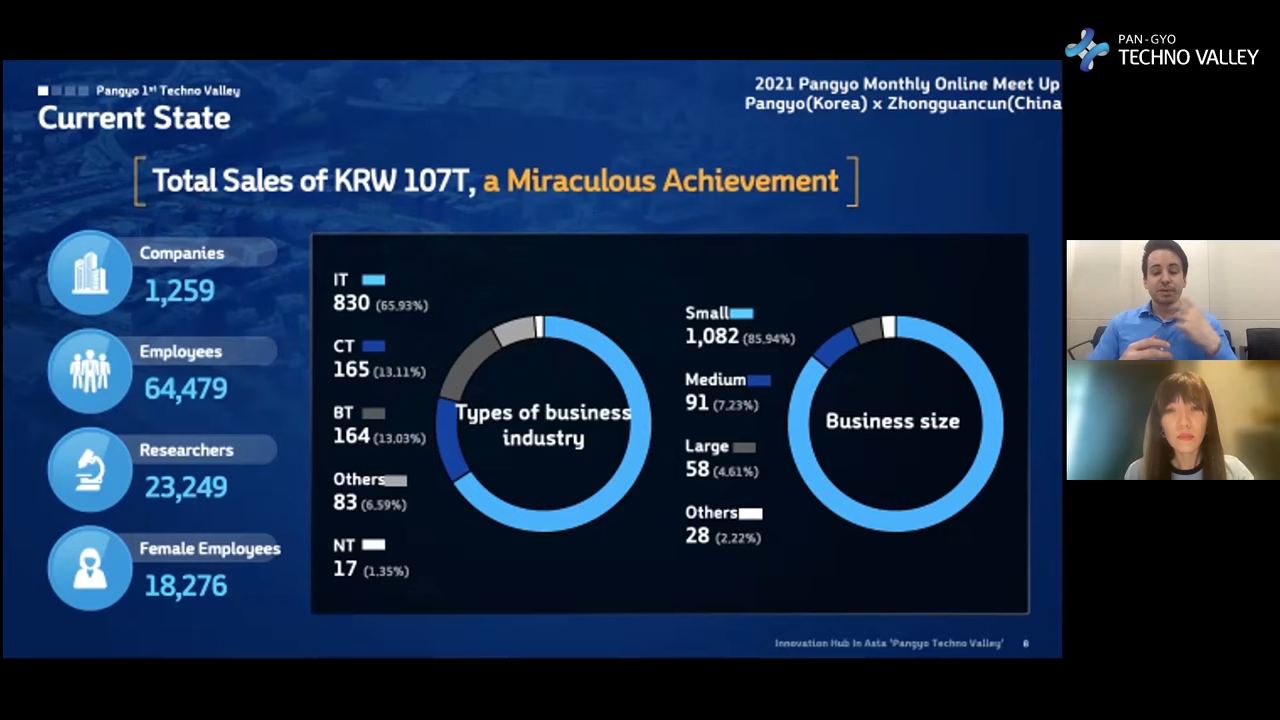 PAN-GYO
TECHNO VALLEY
Pangyo 1st Techno Valley
Current State
2021 Pangyo Monthly Online Meet Up
Pangyo(Korea) x Zhongguancun(China
Total Sales of KRW 107T, a Miraculous Achievement
Companies
1,259
Employees
64,479
Researchers
23,249
Female Employees
18,276
IT
830 (65.93%)
CT
165 (13.11%)
BT
164 (13.03%)
Others
83 (6.59%)
NT
17 (1.35%)
Types of business
industry
Small
1,082 (85.94%)
Medium
91 (7.23%)
Large
58 (4.61%)
Others
28 (2.22%)
Business size
Innovation Hub In Asia 'Pangyo Techno Valley' 6